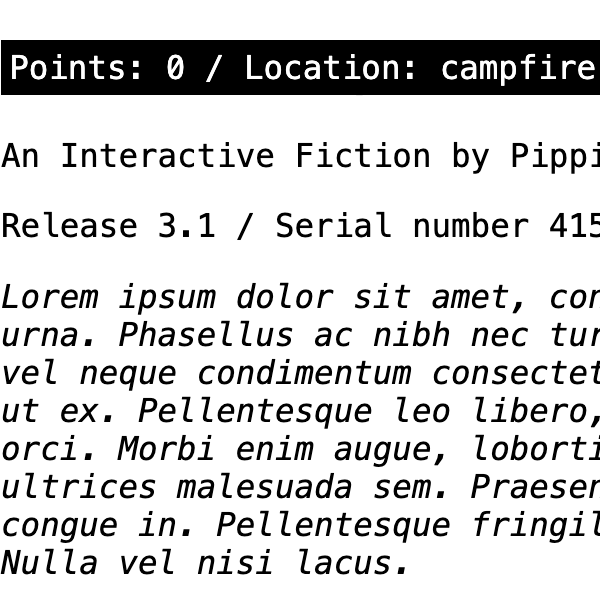 Points: 0 / Location: campfire
An Interactive Fiction by Pippi
Release 3.1 / Serial number 415
Lorem ipsum dolor sit amet, con
urna. Phasellus ac nibh nec tur
vel neque condimentum consectet
ut ex. Pellentesque leo libero,
orci. Morbi enim augue, loborti
ultrices malesuada sem. Praesen
congue in. Pellentesque fringil
Nulla vel nisi lacus.